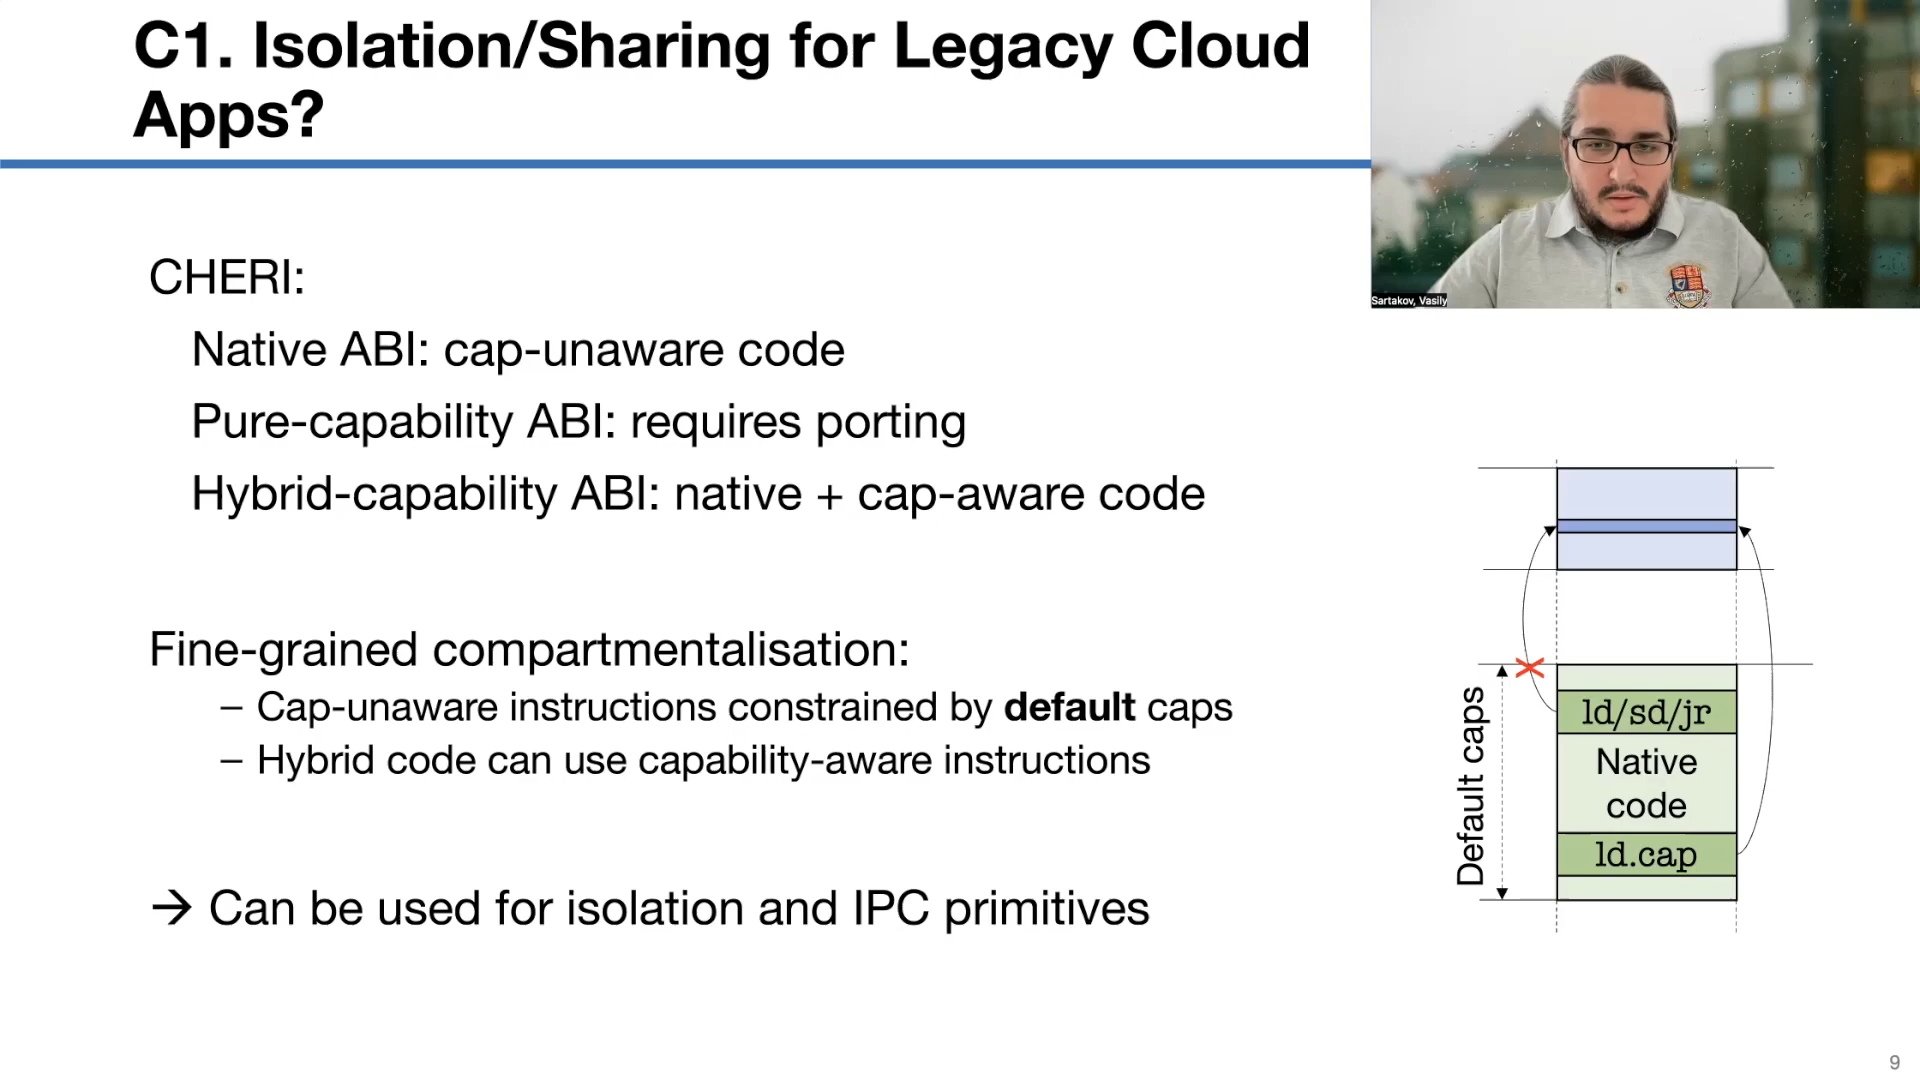 C1. Isolation/Sharing for Legacy Cloud
Apps?
Sartakov, Vasily
CHERI:
Native ABI: cap-unaware code
Pure-capability ABI: requires porting
Hybrid-capability ABI: native + cap-aware code
Fine-grained compartmentalisation:
– Cap-unaware instructions constrained by default caps
– Hybrid code can use capability-aware instructions
→ Can be used for isolation and IPC primitives
Default caps
ld/sd/jr
Native
code
ld.cap
9